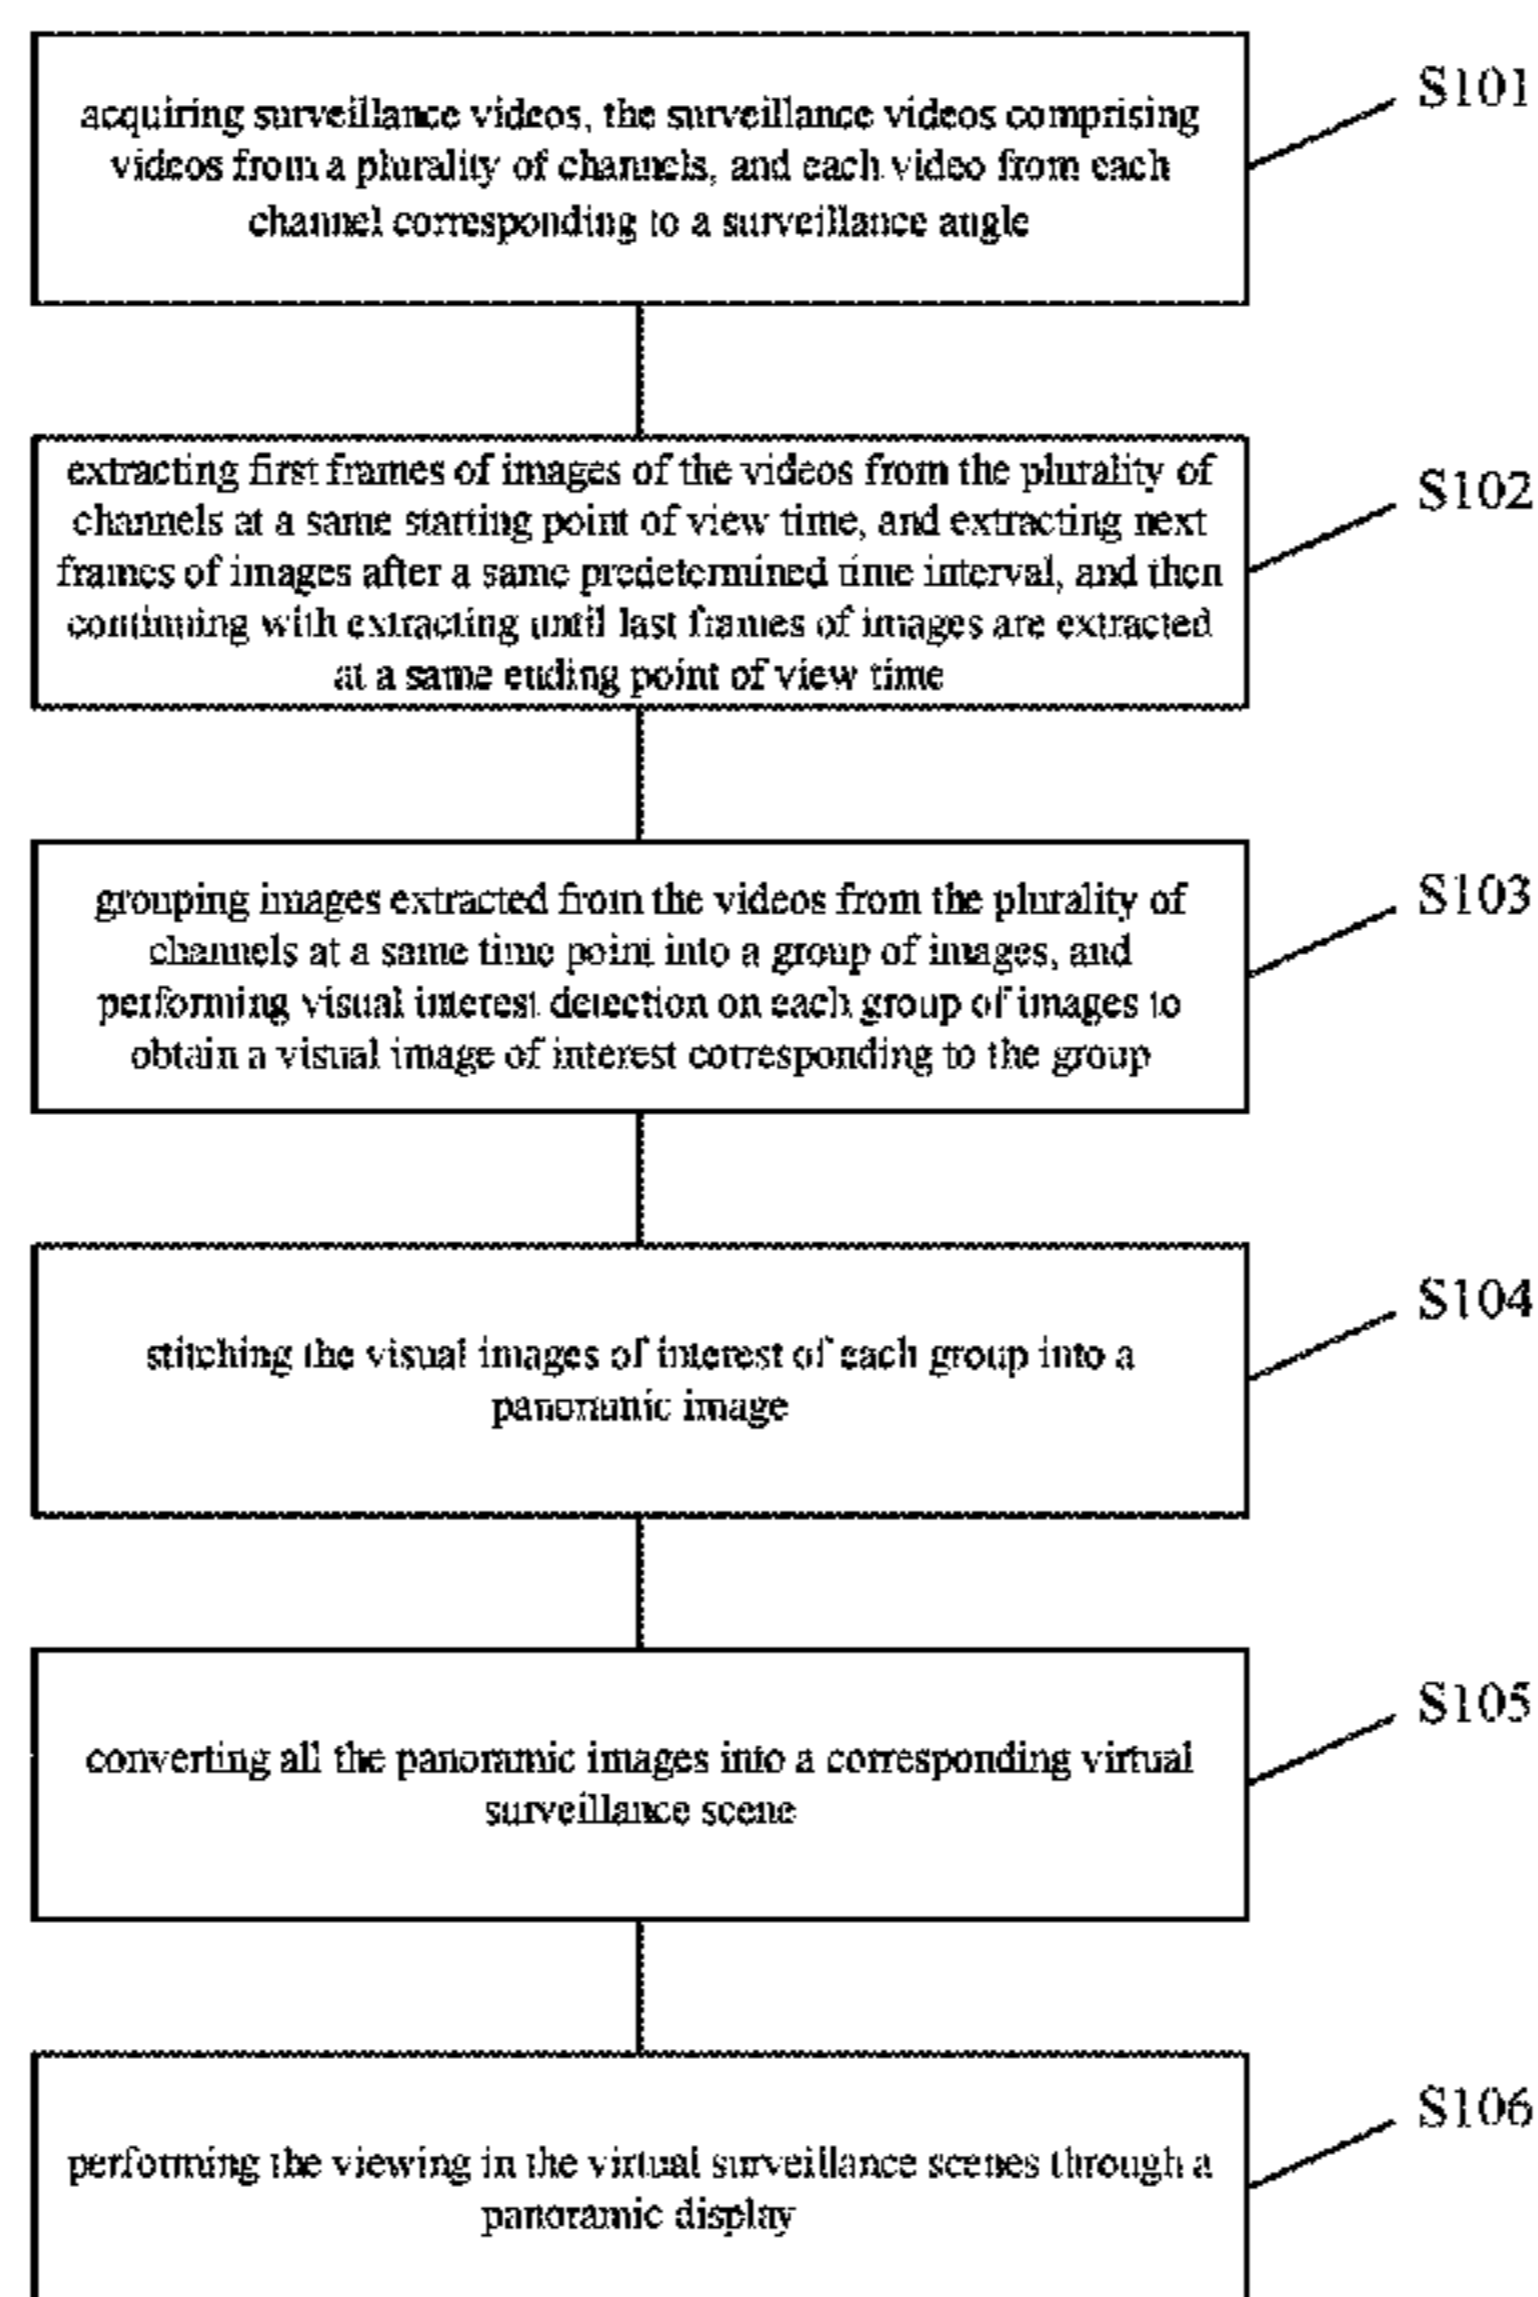 acquiring surveillance videos, the surveillance videos comprising
videos from a plurality of channels, and each video from each
channel corresponding to a surveillance angle
S101
extracting first frames of images of the videos from the plurality of
channels at a same starting point of view time, and extracting next
frames of images after a same predetermined time interval, and then
continuing with extracting until last frames of images are extracted
at a same ending point of view time
S102
grouping images extracted from the videos from the plurality of
channels at a same time point into a group of images, and
performing visual interest detection on each group of images to
obtain a visual image of interest corresponding to the group
S103
stitching the visual images of interest of each group into a
panoramic image
S104
converting all the panoramic images into a corresponding virtual
surveillance scene
S105
performing the viewing in the virtual surveillance scenes through a
panoramic display
S106